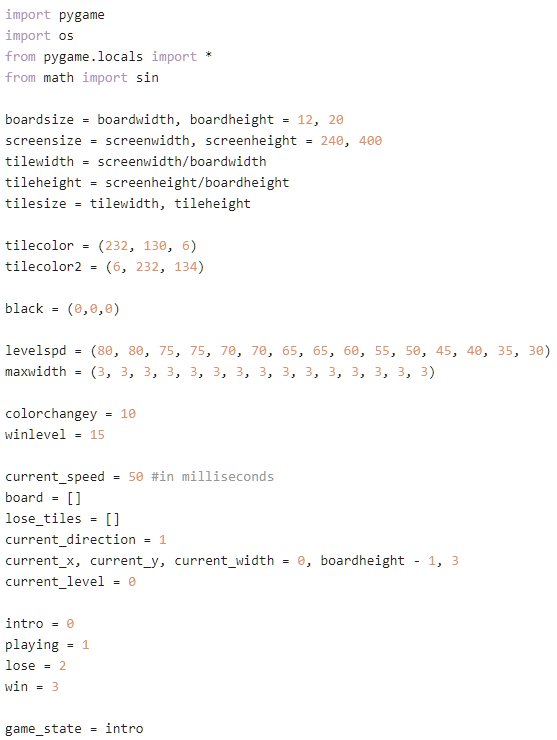 import pygame
import os
from pygame.locals import *
from math import sin
boardsize = boardwidth, boardheight = 12, 20
screensize = screenwidth, screenheight = 240, 400
tilewidth = screenwidth/boardwidth
tileheight = screenheight/boardheight
tilesize = tilewidth, tileheight
tilecolor = (232, 130, 6)
tilecolor2 = (6, 232, 134)
black = (0,0,0)
levelspd = (80, 80, 75, 75, 70, 70, 65, 65, 60, 55, 50, 45, 40, 35, 30)
maxwidth = (3, 3, 3, 3, 3, 3, 3, 3, 3, 3, 3, 3, 3, 3, 3)
colorchangey = 10
winlevel = 15
current_speed = 50 #in milliseconds
board = []
lose_tiles = []
current_direction = 1
current_x, current_y, current_width = 0, boardheight - 1, 3
current_level = 0
intro = 0
playing = 1
lose = 2
win = 3
game_state = intro